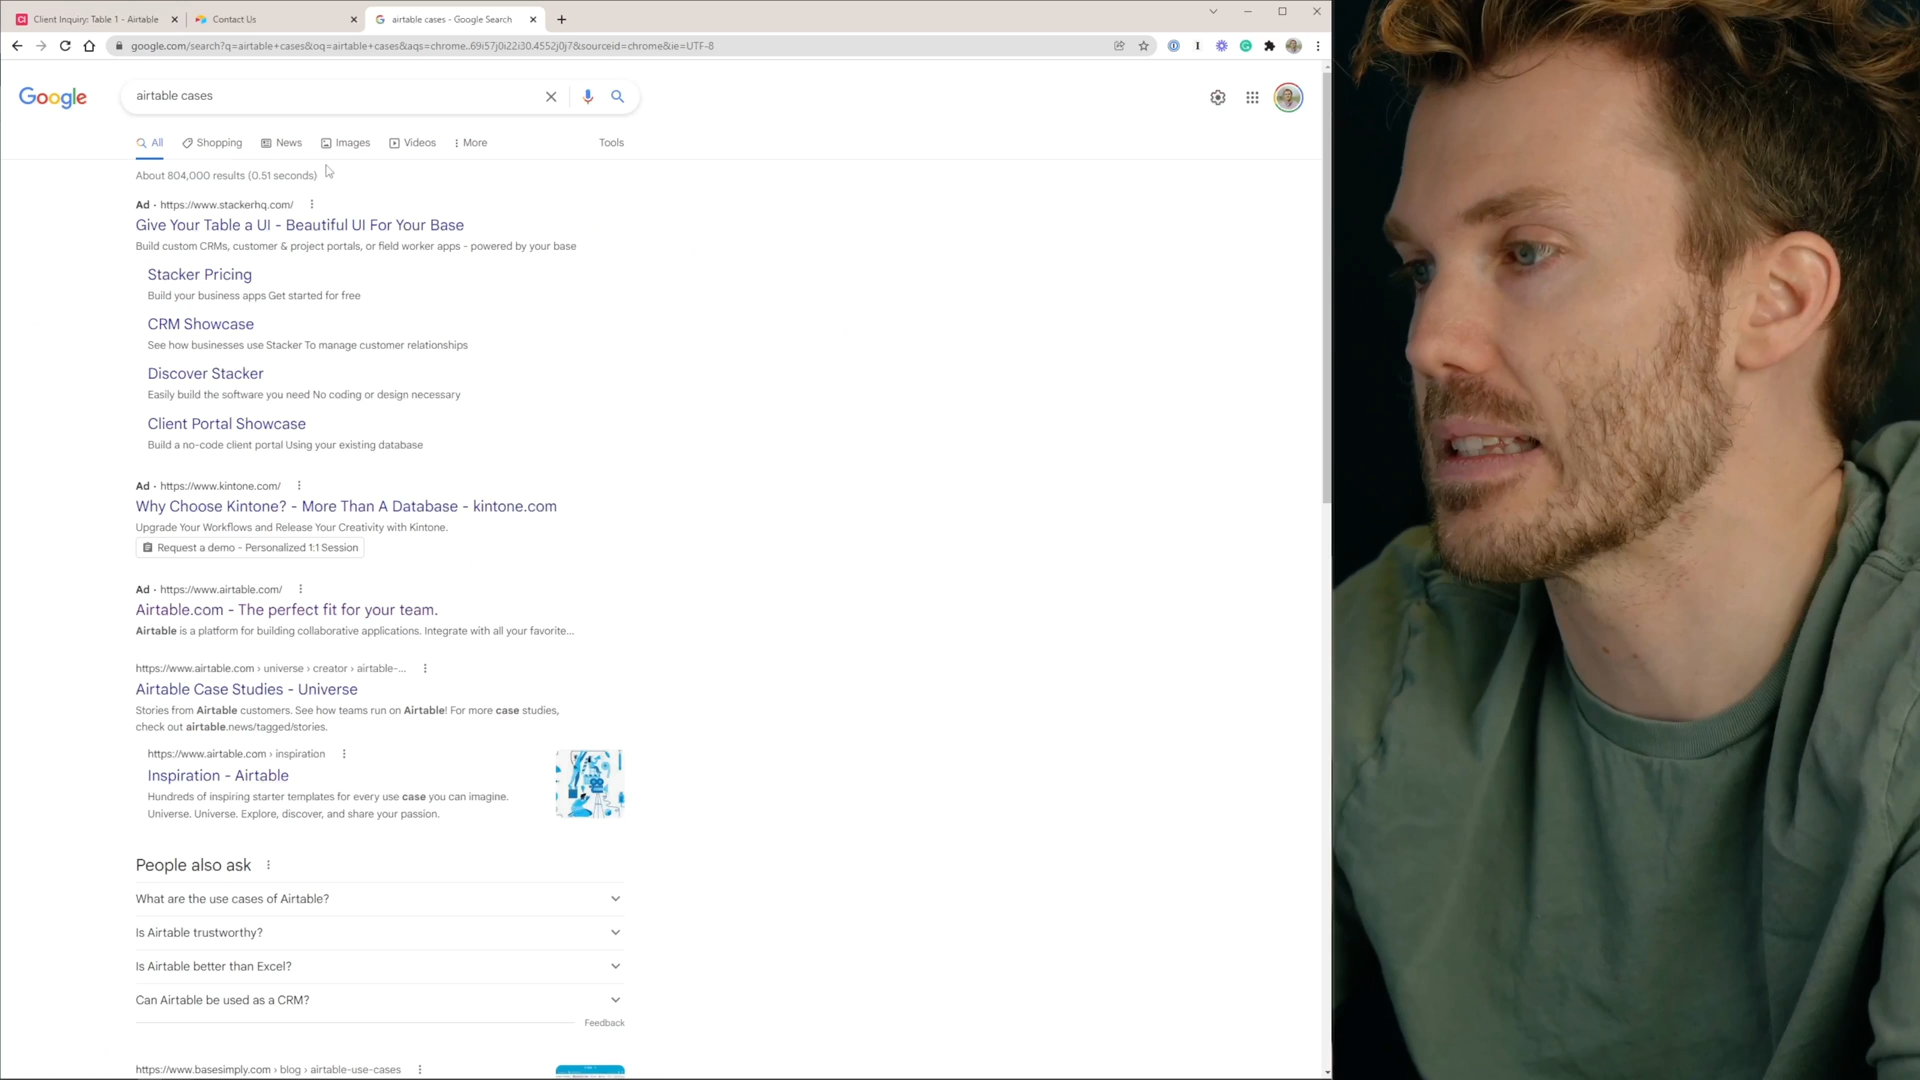 Client Inquiry: Table 1 - Airtable
Contact Us
airtable cases - Google Search
google.com/search?q=airtable+cases&oq=airtable+cases&aqs=chrome..69i57j0i22i30.4552j0j7&sourceid=chrome&ie=UTF-8
Google
airtable cases
All
Shopping
News
Images
Videos
More
Tools
About 804,000 results (0.51 seconds)
Ad · https://www.stackerhq.com/
Give Your Table a UI - Beautiful UI For Your Base
Build custom CRMs, customer & project portals, or field worker apps - powered by your base
Stacker Pricing
Build your business apps Get started for free
CRM Showcase
See how businesses use Stacker To manage customer relationships
Discover Stacker
Easily build the software you need No coding or design necessary
Client Portal Showcase
Build a no-code client portal Using your existing database
Ad · https://www.kintone.com/
Why Choose Kintone? - More Than A Database - kintone.com
Upgrade Your Workflows and Release Your Creativity with Kintone.
Request a demo - Personalized 1:1 Session
Ad · https://www.airtable.com/
Airtable.com - The perfect fit for your team.
Airtable is a platform for building collaborative applications. Integrate with all your favorite...
https://www.airtable.com › universe › creator › airtable-...
Airtable Case Studies - Universe
Stories from Airtable customers. See how teams run on Airtable! For more case studies,
check out airtable.news/tagged/stories.
https://www.airtable.com › inspiration
Inspiration - Airtable
Hundreds of inspiring starter templates for every use case you can imagine.
Universe. Universe. Explore, discover, and share your passion.
People also ask
What are the use cases of Airtable?
Is Airtable trustworthy?
Is Airtable better than Excel?
Can Airtable be used as a CRM?
Feedback
https://www.basesimply.com › blog › airtable-use-cases